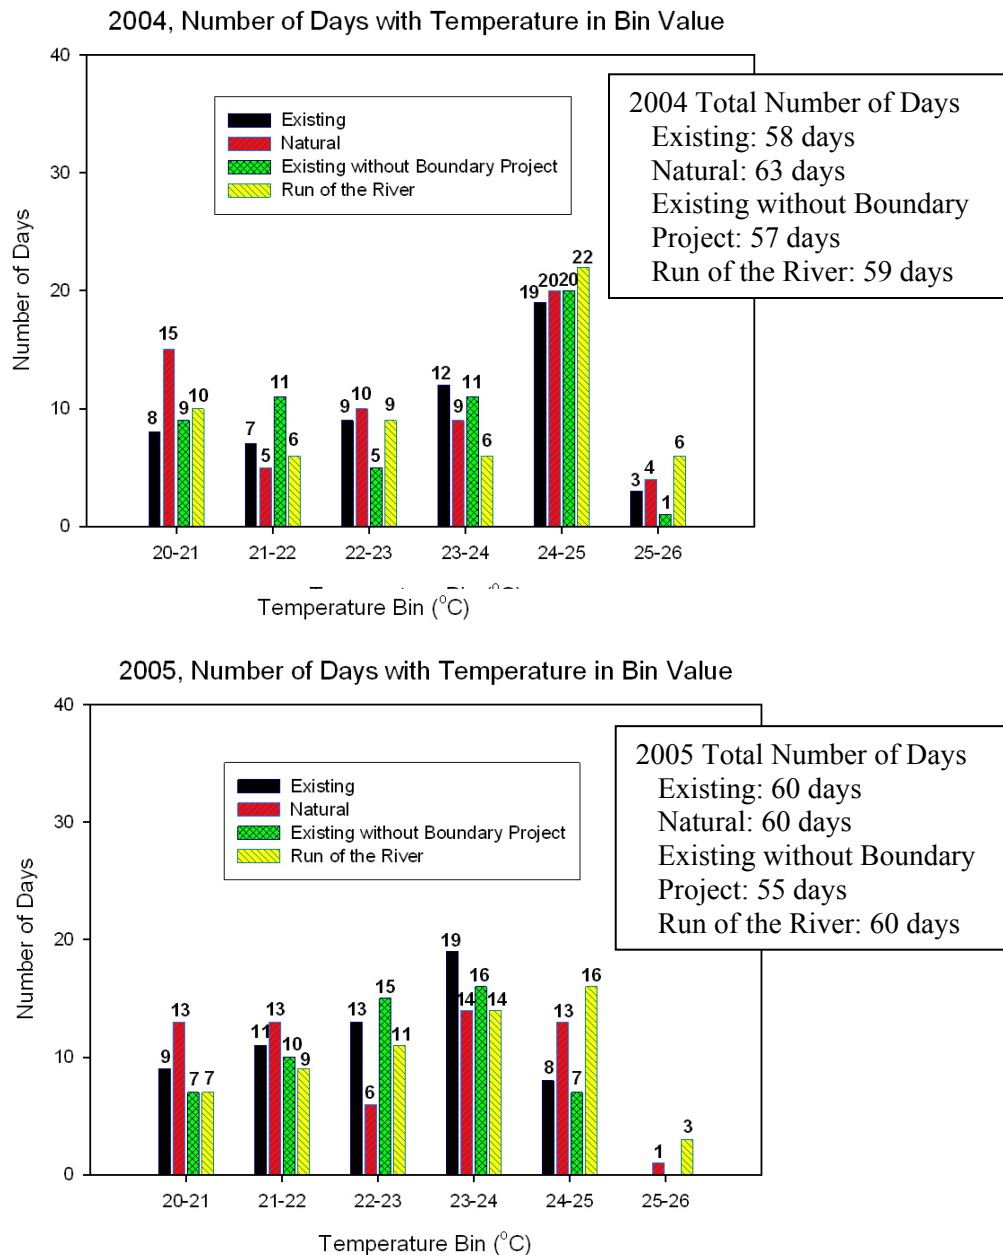 2004, Number of Days with Temperature in Bin Value
40
30
20
10
0
Number of Days
Existing
Natural
Existing without Boundary Project
Run of the River
2004 Total Number of Days
Existing: 58 days
Natural: 63 days
Existing without Boundary
Project: 57 days
Run of the River: 59 days
8 15 9 10
7 5 11 6
9 10 5 9
12 9 11 6
19 20 20 22
3 4 1 6
20-21 21-22 22-23 23-24 24-25 25-26
Temperature Bin (°C)
2005, Number of Days with Temperature in Bin Value
40
30
20
10
0
Number of Days
Existing
Natural
Existing without Boundary Project
Run of the River
2005 Total Number of Days
Existing: 60 days
Natural: 60 days
Existing without Boundary
Project: 55 days
Run of the River: 60 days
9 13 7 7
11 13 10 9
13 6 15 11
19 14 16 14
8 13 7 16
1 3
20-21 21-22 22-23 23-24 24-25 25-26
Temperature Bin (°C)